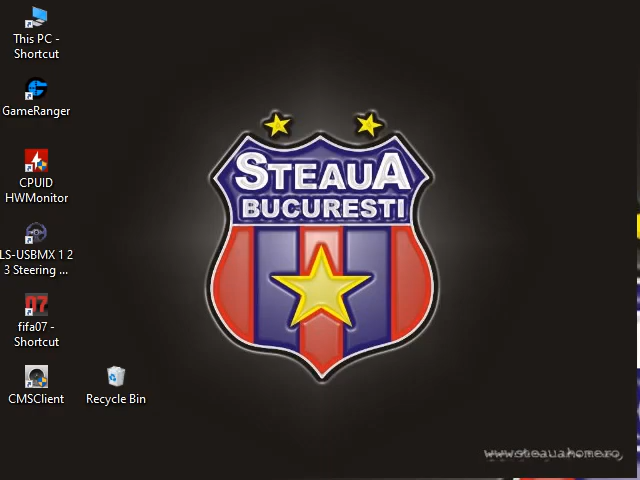 This PC -
Shortcut
GameRanger
CPUID
HWMonitor
LS-USBMX 1 2
3 Steering ...
07
fifa07 -
Shortcut
CMSClient
Recycle Bin
STEAUA
BUCURESTI
www.steauahome.ro